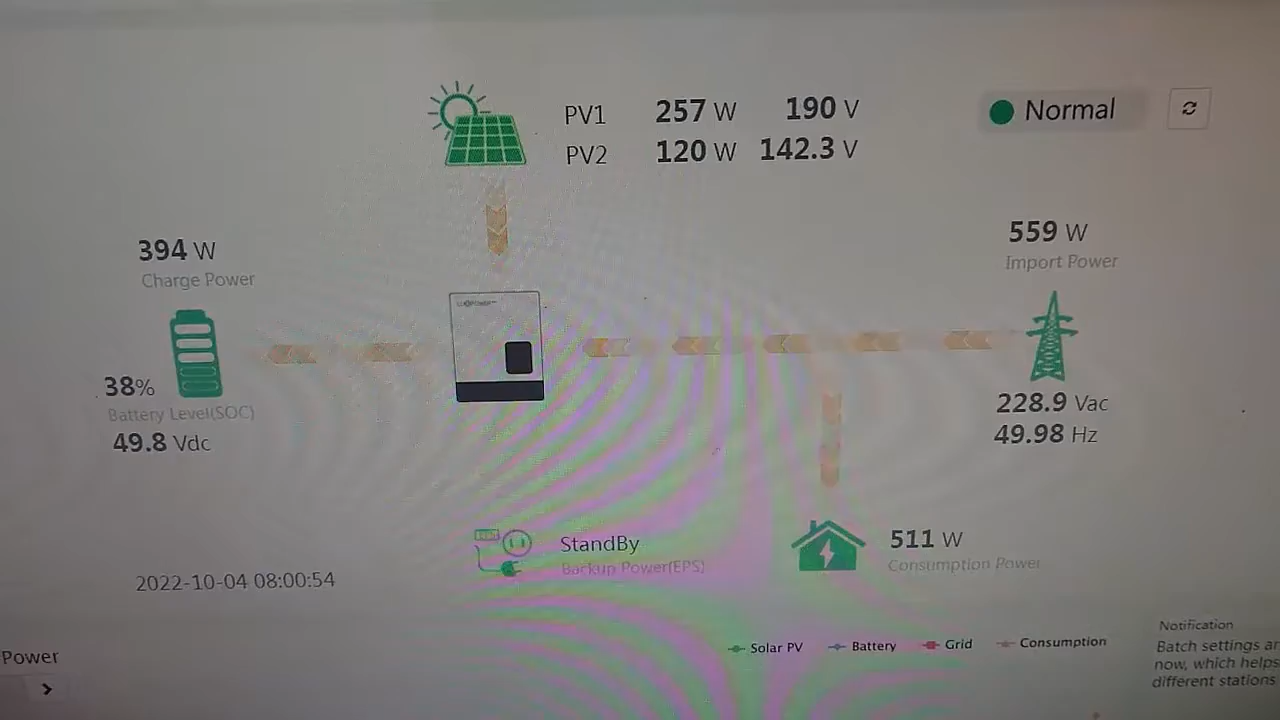 PV1 257 W 190 V
PV2 120 W 142.3 V
Normal
394 W
Charge Power
559 W
Import Power
38%
Battery Level(SOC)
49.8 Vdc
228.9 Vac
49.98 Hz
StandBy
Backup Power(EPS)
511 W
Consumption Power
2022-10-04 08:00:54
Solar PV Battery Grid Consumption
Power
Notification
Batch settings ar
now, which helps
different stations